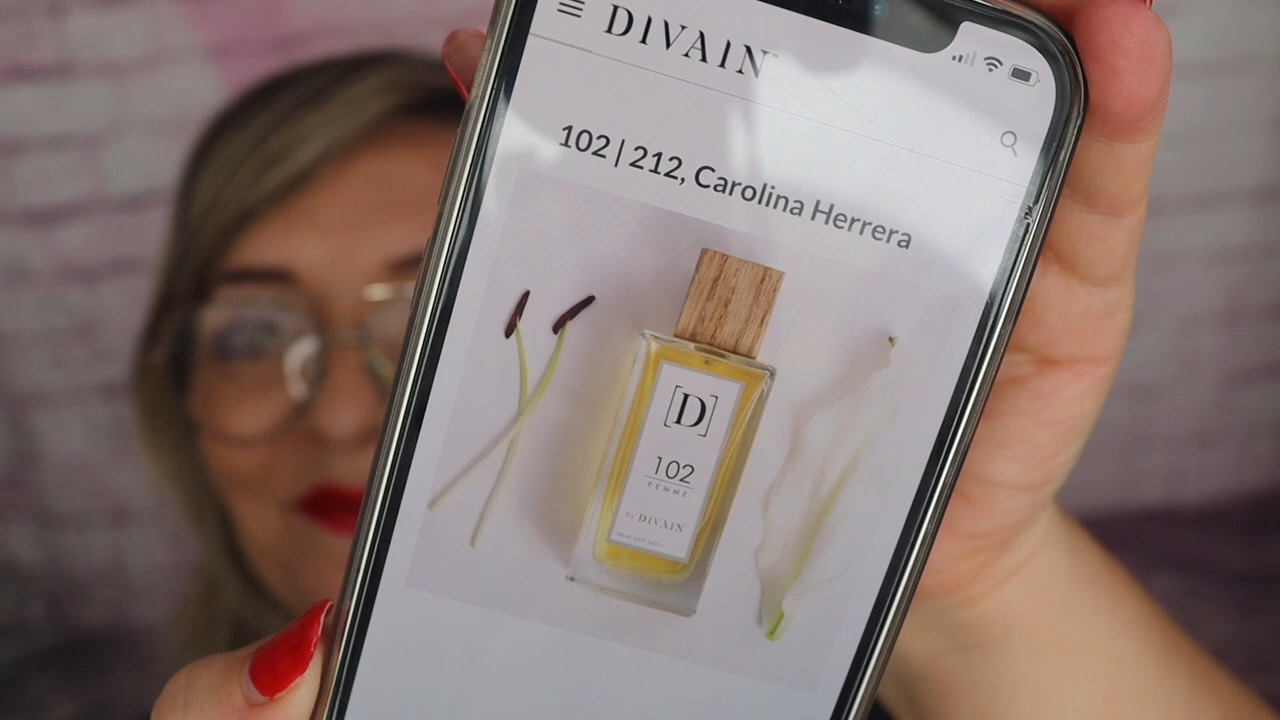 DIVAIN
102 | 212, Carolina Herrera
[D]
102
FEMME
by DIVAIN